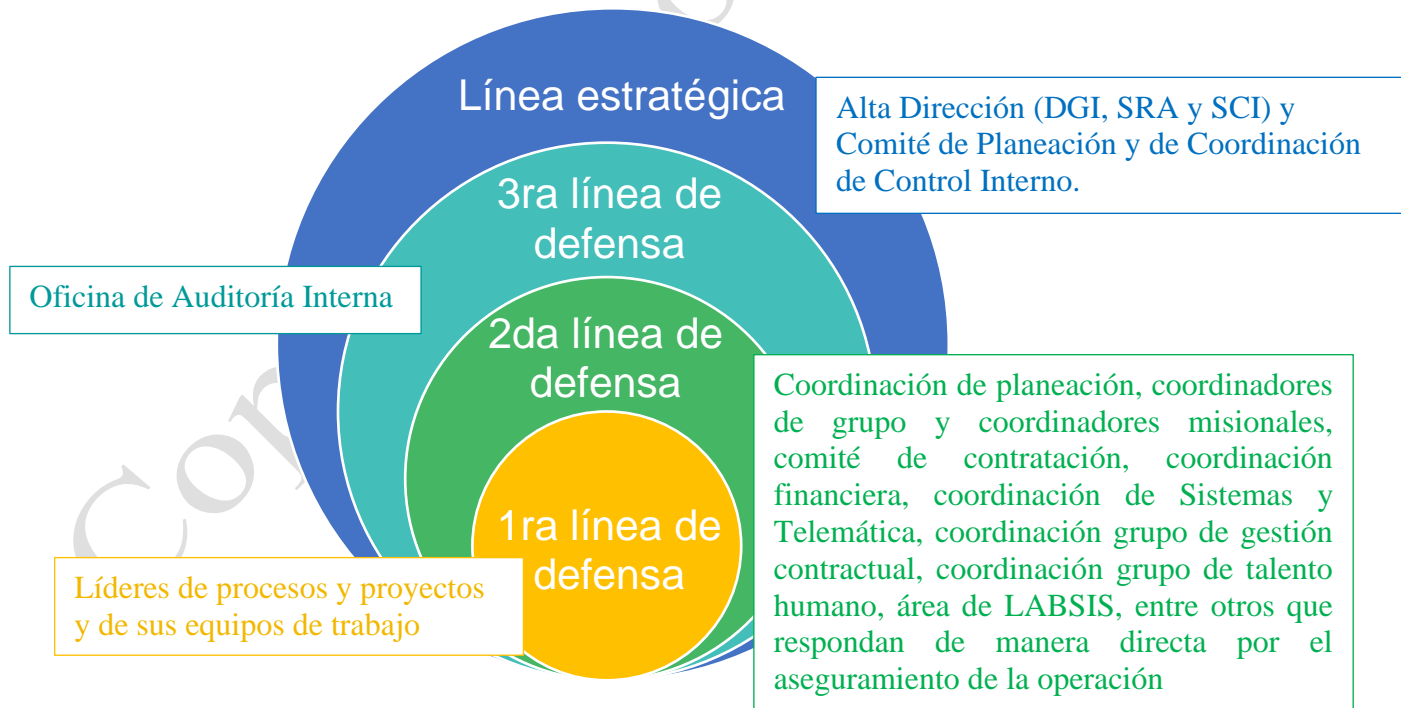 Línea estratégica
Alta Dirección (DGI, SRA y SCI) y
Comité de Planeación y de Coordinación
de Control Interno.
3ra línea de
defensa
Oficina de Auditoría Interna
2da línea de
defensa
Coordinación de planeación, coordinadores
de grupo y coordinadores misionales,
comité de contratación, coordinación
financiera, coordinación de Sistemas y
Telemática, coordinación grupo de gestión
contractual, coordinación grupo de talento
humano, área de LABSIS, entre otros que
respondan de manera directa por el
aseguramiento de la operación
1ra línea de
defensa
Líderes de procesos y proyectos
y de sus equipos de trabajo